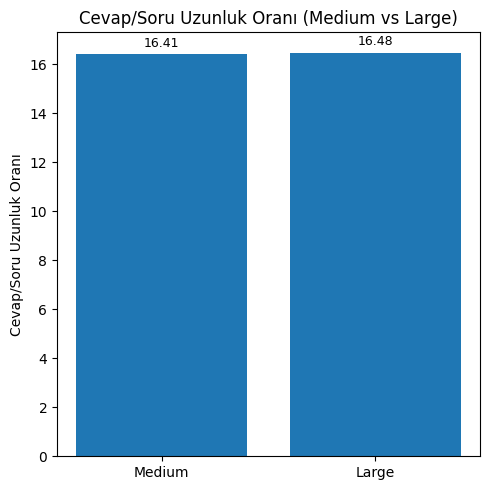 Cevap/Soru Uzunluk Oranı (Medium vs Large)
16.41
16.48
Cevap/Soru Uzunluk Oranı
16
14
12
10
8
6
4
2
0
Medium
Large